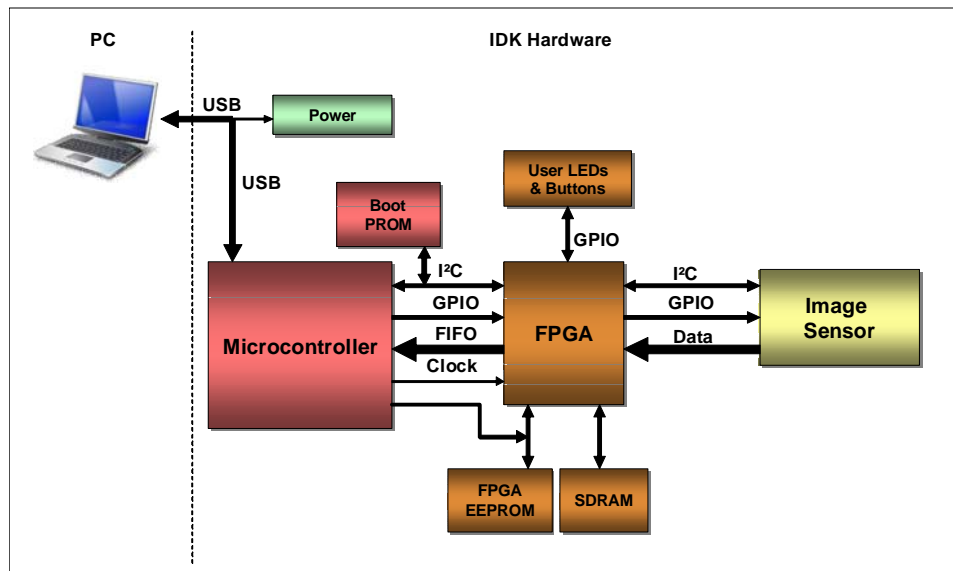 PC
IDK Hardware
USB
Power
USB
Boot
PROM
User LEDs
& Buttons
GPIO
I²C
I²C
GPIO
GPIO
Microcontroller
FIFO
FPGA
Data
Image
Sensor
Clock
FPGA
EEPROM
SDRAM